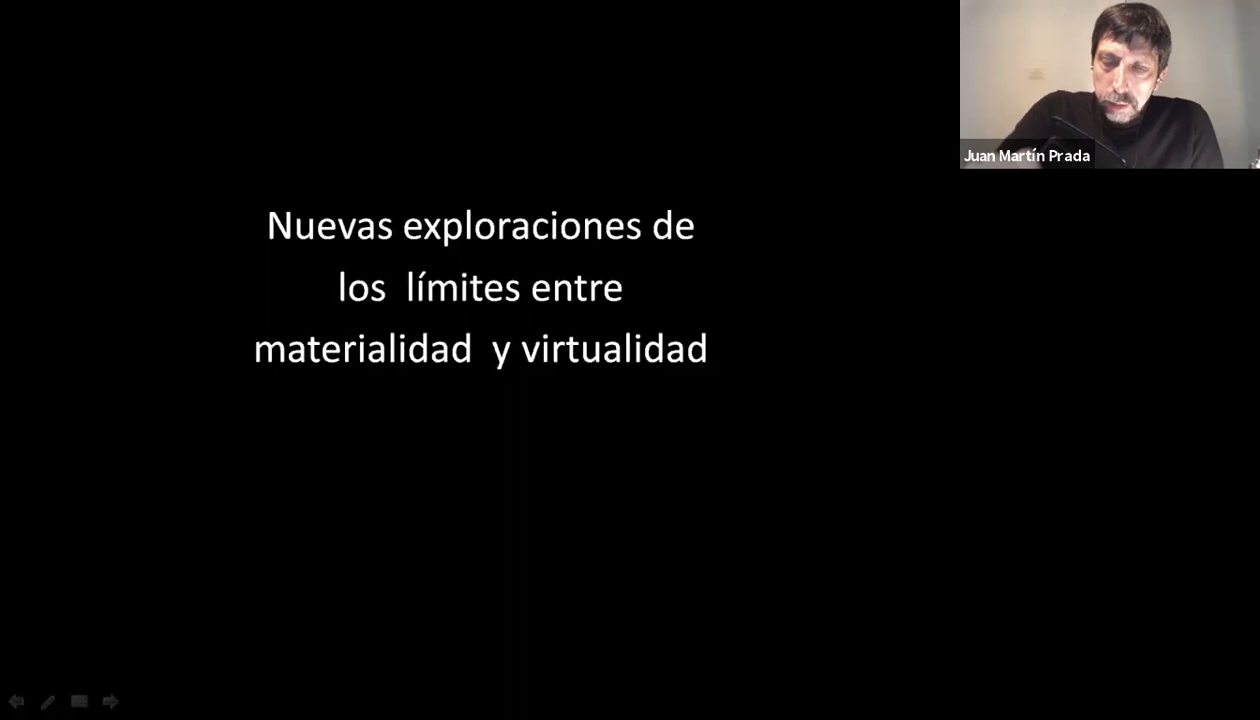 Nuevas exploraciones de
los límites entre
materialidad y virtualidad
Juan Martín Prada